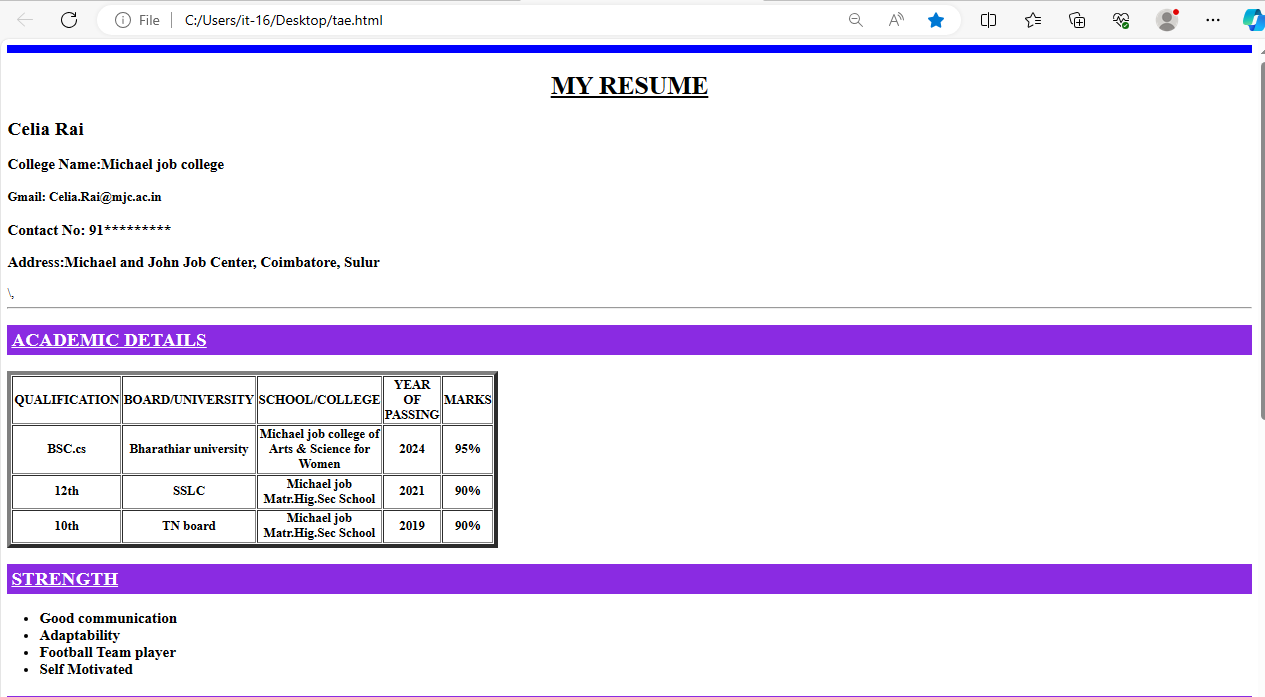 File C:/Users/it-16/Desktop/tae.html
MY RESUME
Celia Rai
College Name:Michael job college
Gmail: Celia.Rai@mjc.ac.in
Contact No: 91*********
Address:Michael and John Job Center, Coimbatore, Sulur
\,
ACADEMIC DETAILS
QUALIFICATION BOARD/UNIVERSITY SCHOOL/COLLEGE YEAR OF PASSING MARKS
BSC.cs Bharathiar university Michael job college of Arts & Science for Women 2024 95%
12th SSLC Michael job Matr.Hig.Sec School 2021 90%
10th TN board Michael job Matr.Hig.Sec School 2019 90%
STRENGTH
Good communication
Adaptability
Football Team player
Self Motivated